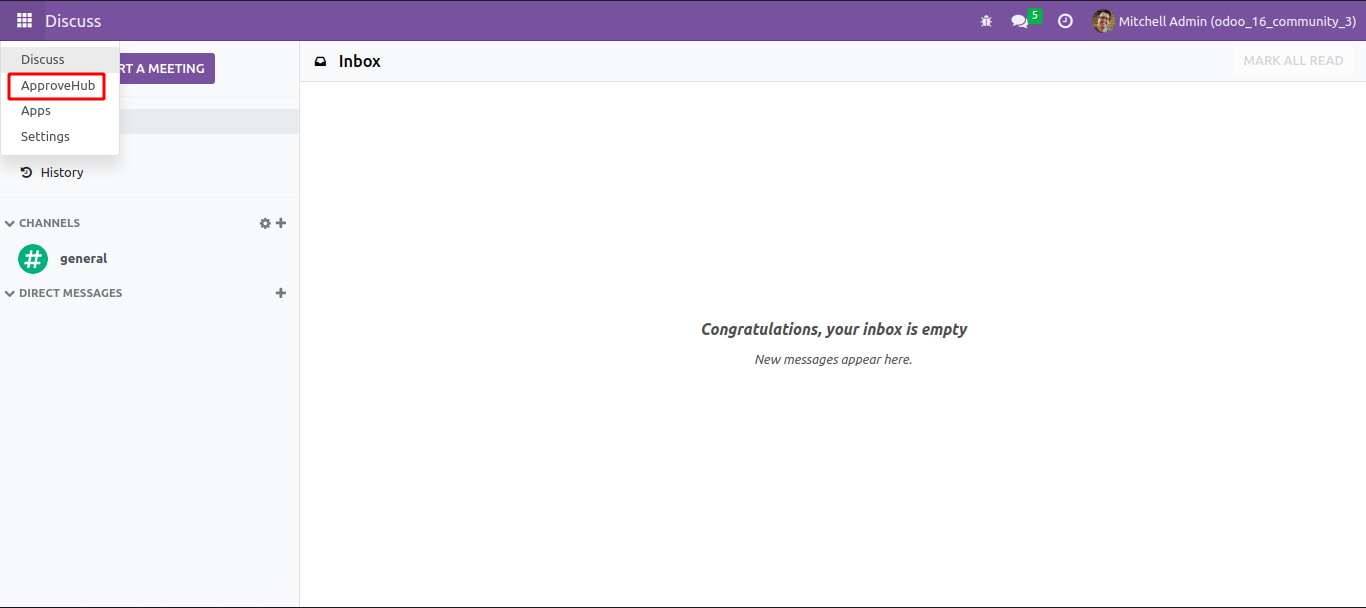 Discuss
5
Mitchell Admin (odoo_16_community_3)
Discuss
ApproveHub
Apps
Settings
RT A MEETING
Inbox
MARK ALL READ
History
CHANNELS
#
general
DIRECT MESSAGES
Congratulations, your inbox is empty
New messages appear here.